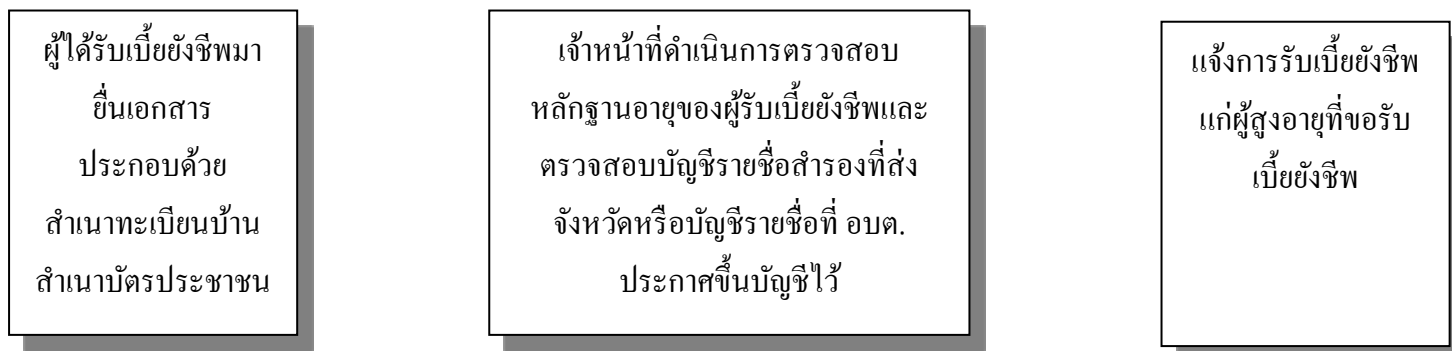 ผู้ได้รับเบี้ยยังชีพมา
ยื่นเอกสาร
ประกอบด้วย
สำเนาทะเบียนบ้าน
สำเนาบัตรประชาชน
เจ้าหน้าที่ดำเนินการตรวจสอบ
หลักฐานอายุของผู้รับเบี้ยยังชีพและ
ตรวจสอบบัญชีรายชื่อสำรองที่ส่ง
จังหวัดหรือบัญชีรายชื่อที่ อบต.
ประกาศขึ้นบัญชีไว้
แจ้งการรับเบี้ยยังชีพ
แก่ผู้สูงอายุที่ขอรับ
เบี้ยยังชีพ